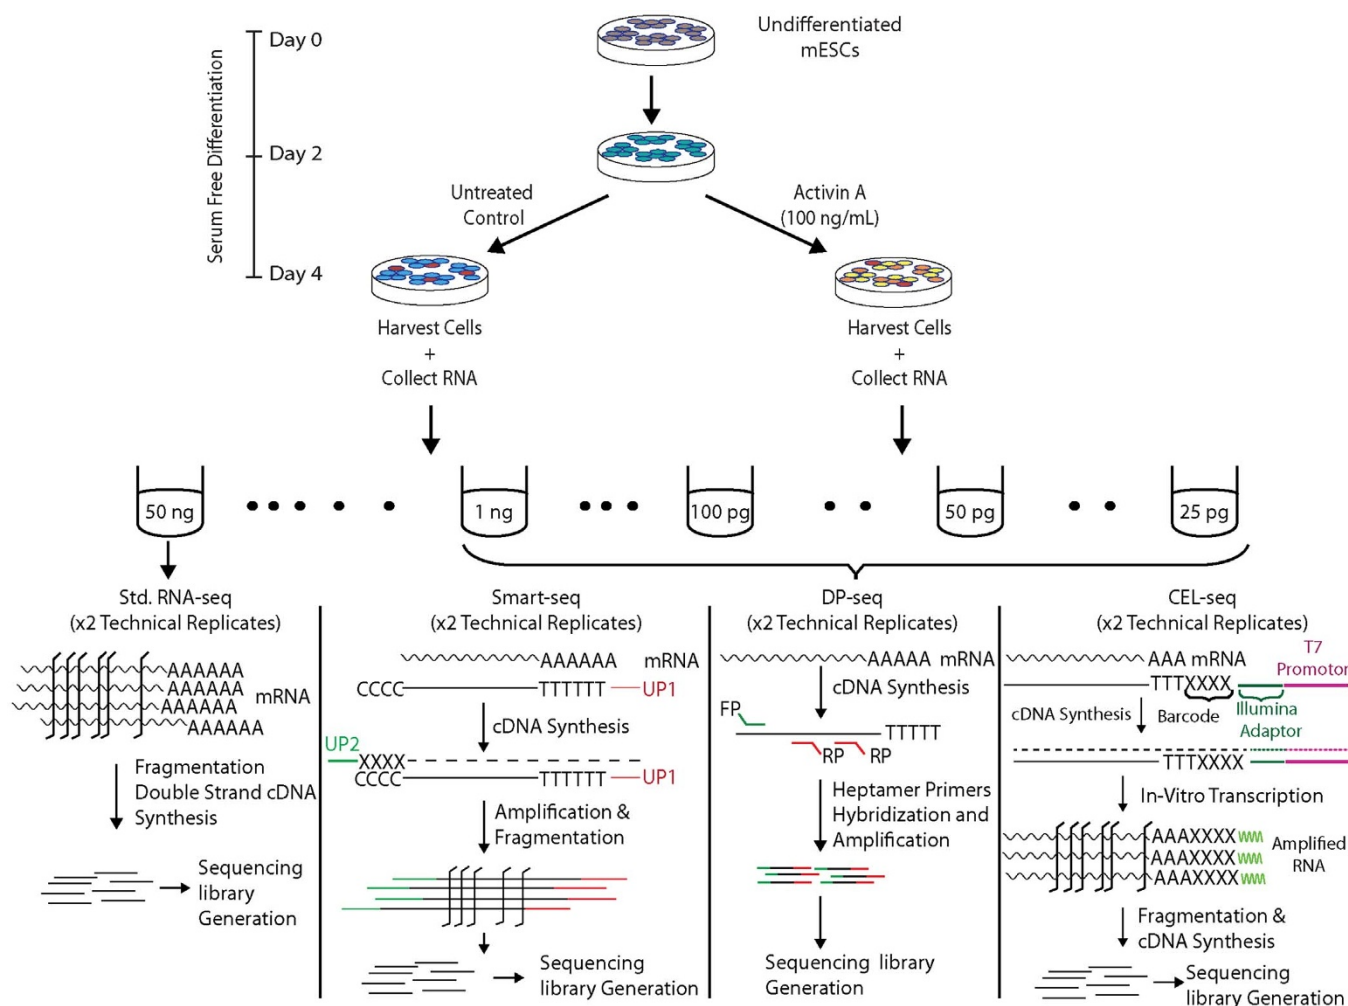 Undifferentiated
mESCs
Day 0
Day 2
Day 4
Serum Free Differentiation
Untreated
Control
Activin A
(100 ng/mL)
Harvest Cells
+
Collect RNA
Harvest Cells
+
Collect RNA
50 ng
1 ng
100 pg
50 pg
25 pg
Std. RNA-seq
(x2 Technical Replicates)
AAAAAA
AAAAAA
AAAAAA
AAAAAA
mRNA
Fragmentation
Double Strand cDNA
Synthesis
Sequencing
library
Generation
Smart-seq
(x2 Technical Replicates)
AAAAAA mRNA
CCCC TTTTTT UP1
cDNA Synthesis
UP2 XXXX
CCCC TTTTTT UP1
Amplification &
Fragmentation
Sequencing
library Generation
DP-seq
(x2 Technical Replicates)
AAAAA mRNA
cDNA Synthesis
FP
TTTTT
RP RP
Heptamer Primers
Hybridization and
Amplification
Sequencing library
Generation
CEL-seq
(x2 Technical Replicates)
AAA mRNA
T7
Promotor
TTTXXXX
cDNA Synthesis
Barcode
Illumina
Adaptor
TTTXXXX
In-Vitro Transcription
AAAXXXX
AAAXXXX
AAAXXXX
Amplified
RNA
Fragmentation &
cDNA Synthesis
Sequencing
library Generation